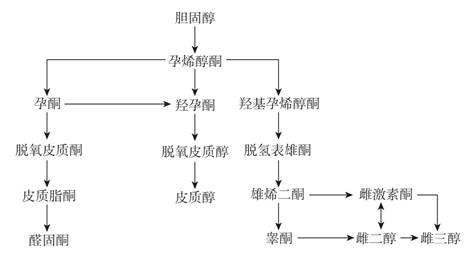 胆固醇
孕烯醇酮
孕酮
羟孕酮
羟基孕烯醇酮
脱氧皮质酮
脱氧皮质醇
脱氢表雄酮
皮质脂酮
皮质醇
雄烯二酮
雌激素酮
醛固酮
睾酮
雌二醇
雌三醇